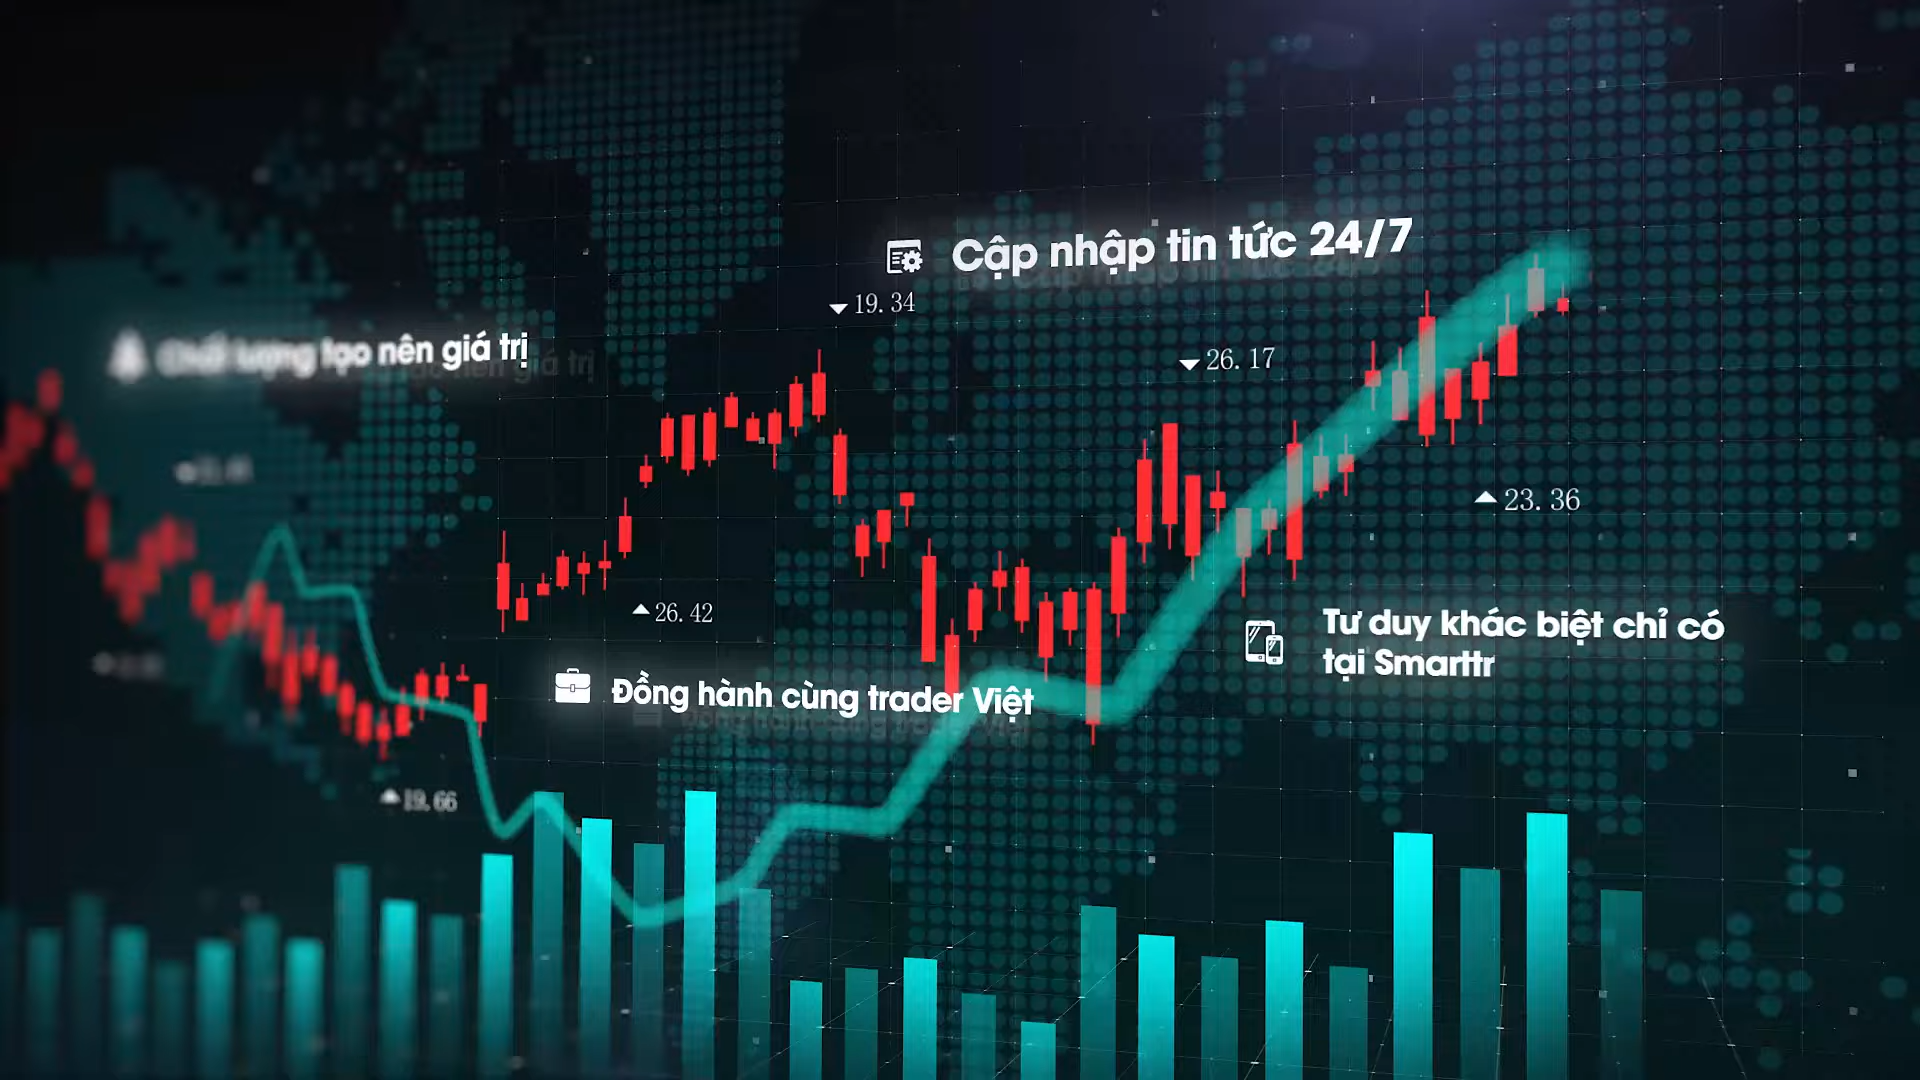 Cập nhập tin tức 24/7
19.34
lượng tạo nên giá trị
26.17
23.36
26.42
Tư duy khác biệt chỉ có
tại Smarttr
Đồng hành cùng trader Việt
19.66